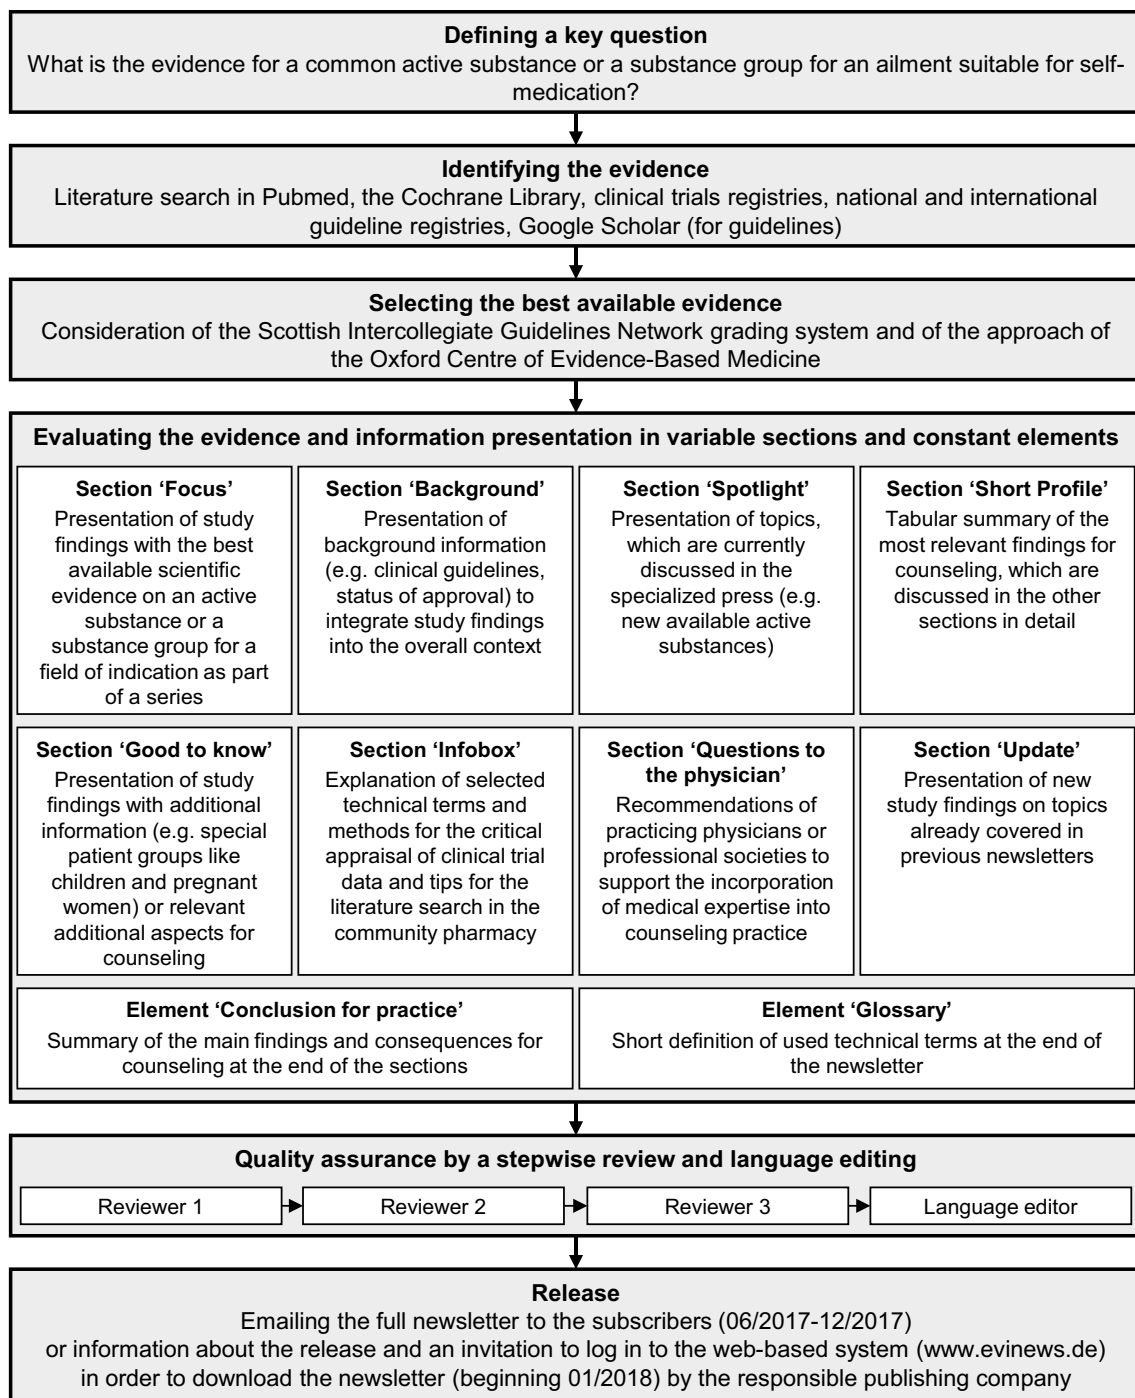 Defining a key question
What is the evidence for a common active substance or a substance group for an ailment suitable for self-
medication?
Identifying the evidence
Literature search in Pubmed, the Cochrane Library, clinical trials registries, national and international
guideline registries, Google Scholar (for guidelines)
Selecting the best available evidence
Consideration of the Scottish Intercollegiate Guidelines Network grading system and of the approach of
the Oxford Centre of Evidence-Based Medicine
Evaluating the evidence and information presentation in variable sections and constant elements
Section ‘Focus’
Presentation of study
findings with the best
available scientific
evidence on an active
substance or a
substance group for a
field of indication as part
of a series
Section ‘Background’
Presentation of
background information
(e.g. clinical guidelines,
status of approval) to
integrate study findings
into the overall context
Section ‘Spotlight’
Presentation of topics,
which are currently
discussed in the
specialized press (e.g.
new available active
substances)
Section ‘Short Profile’
Tabular summary of the
most relevant findings for
counseling, which are
discussed in the other
sections in detail
Section ‘Good to know’
Presentation of study
findings with additional
information (e.g. special
patient groups like
children and pregnant
women) or relevant
additional aspects for
counseling
Section ‘Infobox’
Explanation of selected
technical terms and
methods for the critical
appraisal of clinical trial
data and tips for the
literature search in the
community pharmacy
Section ‘Questions to
the physician’
Recommendations of
practicing physicians or
professional societies to
support the incorporation
of medical expertise into
counseling practice
Section ‘Update’
Presentation of new
study findings on topics
already covered in
previous newsletters
Element ‘Conclusion for practice’
Summary of the main findings and consequences for
counseling at the end of the sections
Element ‘Glossary’
Short definition of used technical terms at the end of
the newsletter
Quality assurance by a stepwise review and language editing
Reviewer 1
Reviewer 2
Reviewer 3
Language editor
Release
Emailing the full newsletter to the subscribers (06/2017-12/2017)
or information about the release and an invitation to log in to the web-based system (www.evinews.de)
in order to download the newsletter (beginning 01/2018) by the responsible publishing company